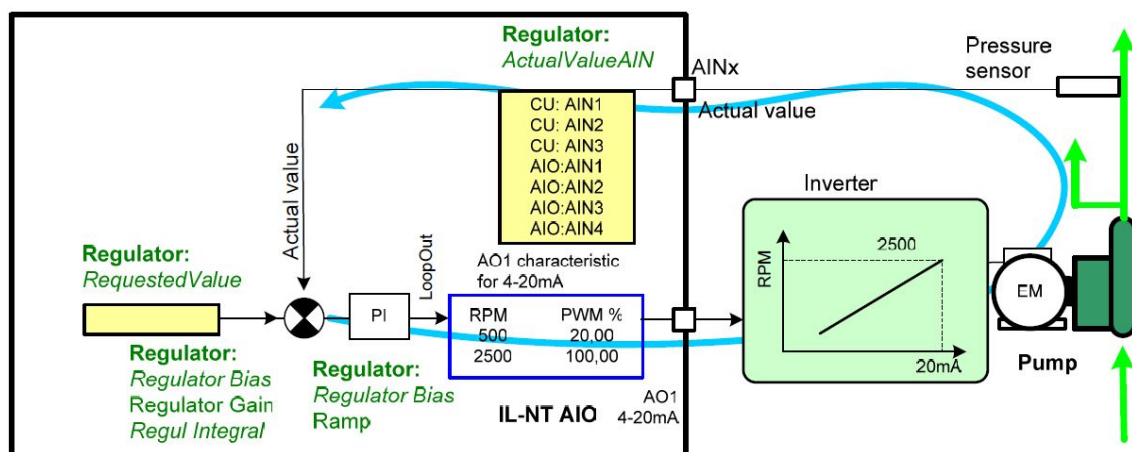 Regulator:
ActualValueAIN
AINx
Pressure
sensor
Actual value
CU: AIN1
CU: AIN2
CU: AIN3
AIO:AIN1
AIO:AIN2
AIO:AIN3
AIO:AIN4
Actual value
Inverter
Regulator:
RequestedValue
LoopOut
AO1 characteristic
for 4-20mA
RPM
2500
20mA
EM
PI
RPM PWM %
500 20,00
2500 100,00
Pump
Regulator:
Regulator Bias
Regulator Gain
Regul Integral
Regulator:
Regulator Bias
Ramp
IL-NT AIO
AO1
4-20mA